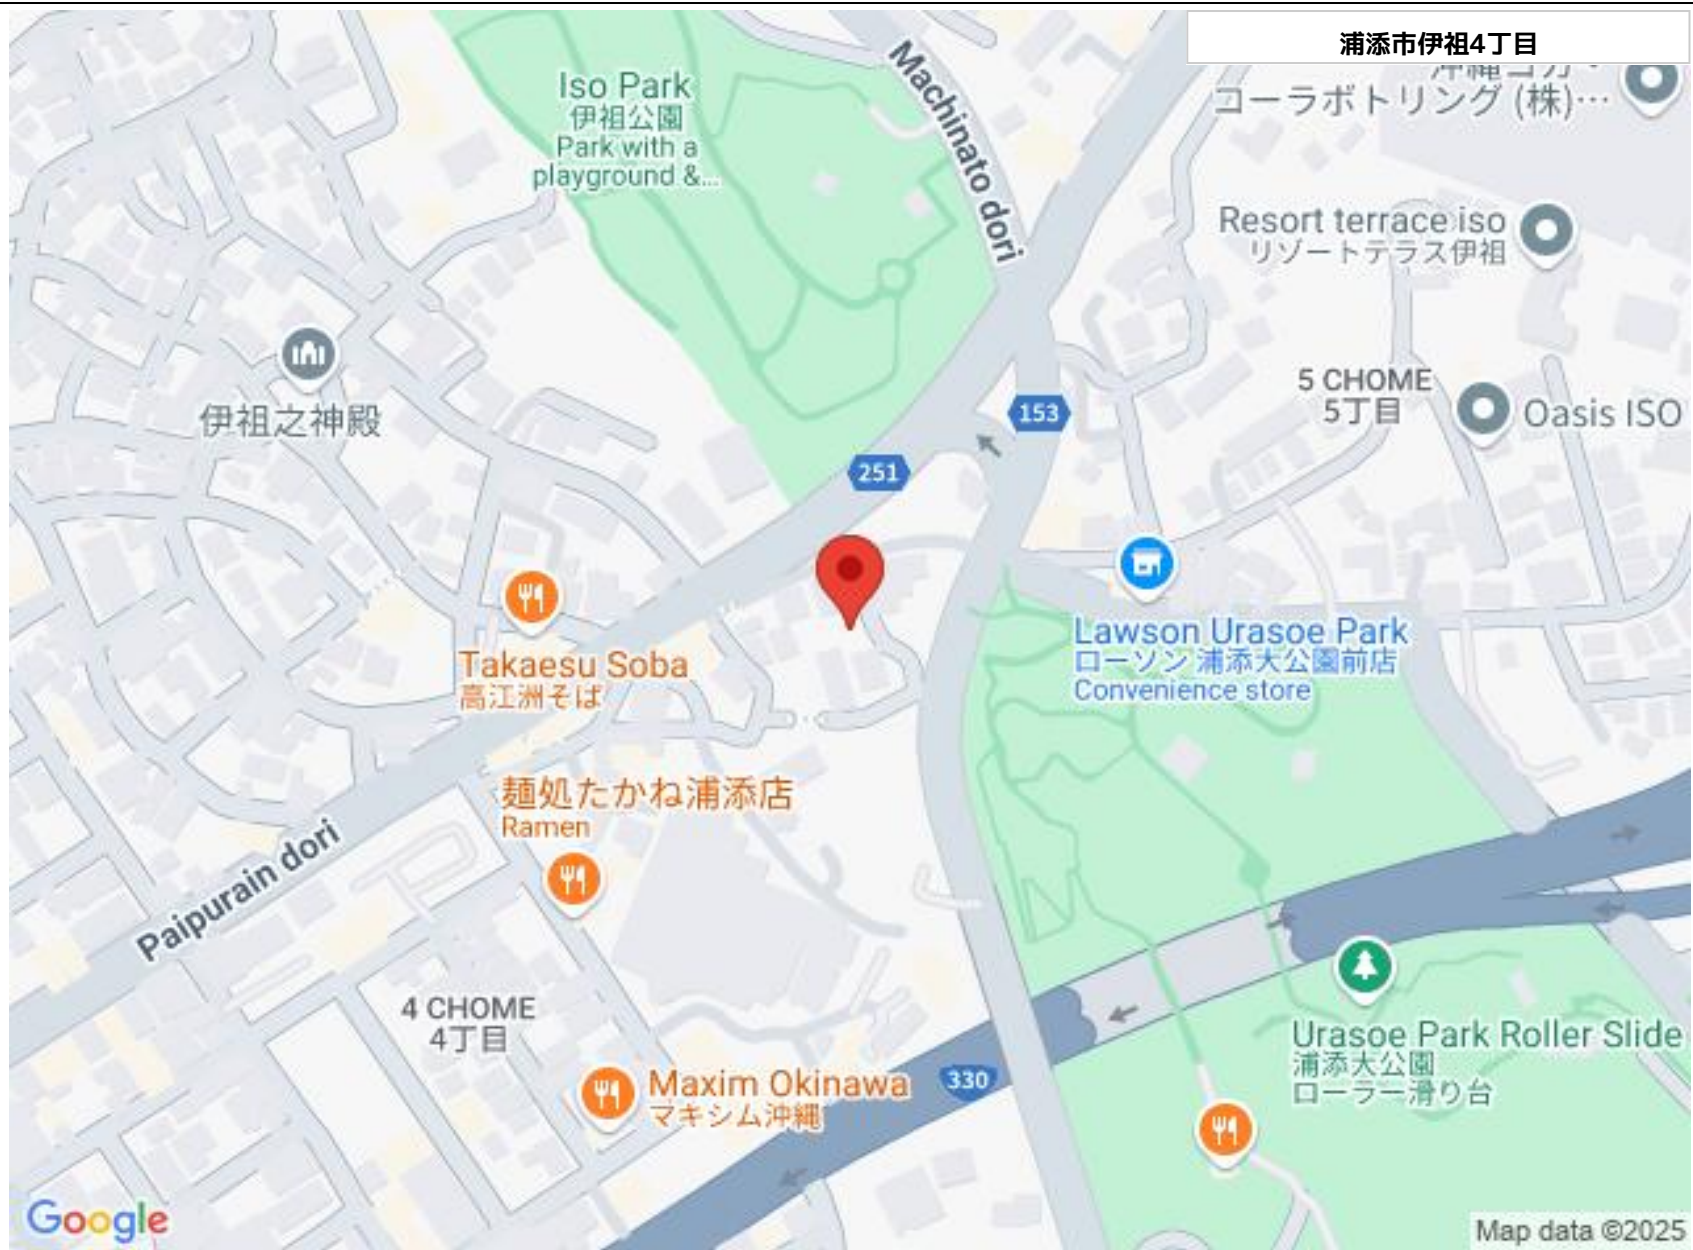 浦添市伊祖4丁目
Iso Park
伊祖公園
Park with a
playground &...
Machinato dori
コーラボトリング (株)…
Resort terrace iso
リゾートテラス伊祖
伊祖之神殿
5 CHOME
5丁目
Oasis ISO
153
251
Takaesu Soba
高江洲そば
Lawson Urasoe Park
ローソン 浦添大公園前店
Convenience store
麺処たかね浦添店
Ramen
Paipurain dori
4 CHOME
4丁目
Maxim Okinawa
マキシム沖縄
330
Urasoe Park Roller Slide
浦添大公園
ローラー滑り台
Google
Map data ©2025